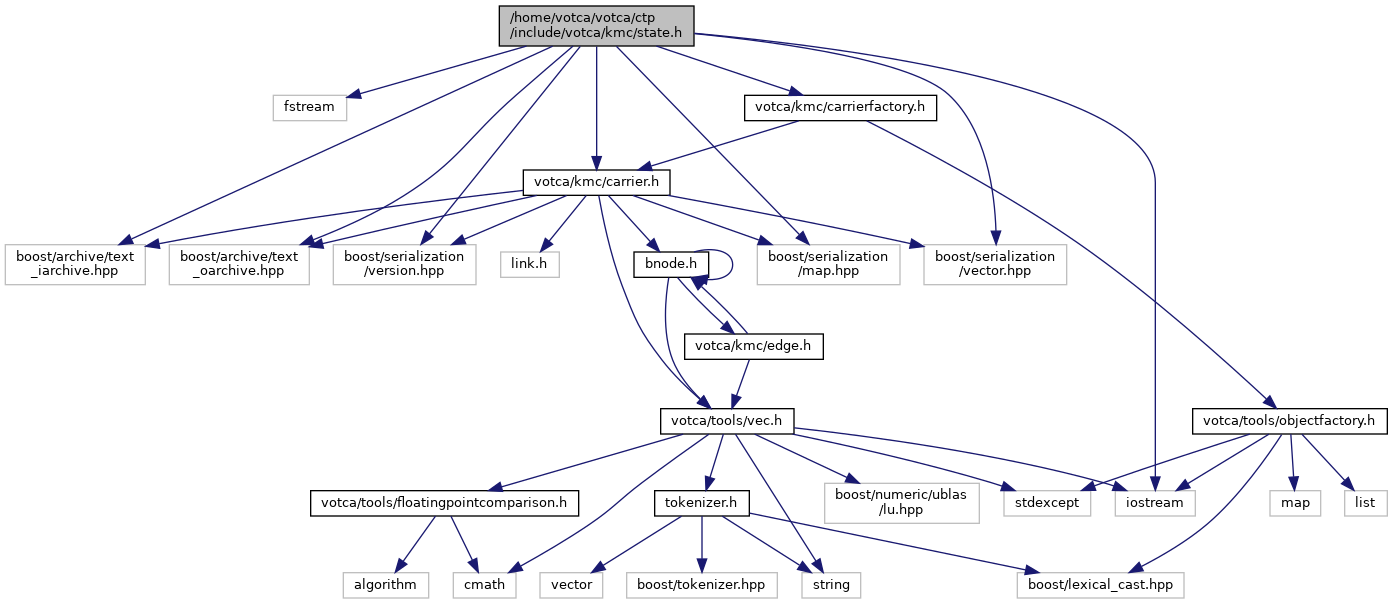 /home/votca/votca/ctp
/include/votca/kmc/state.h
fstream
votca/kmc/carrierfactory.h
votca/kmc/carrier.h
boost/archive/text
_iarchive.hpp
boost/archive/text
_oarchive.hpp
boost/serialization
/version.hpp
link.h
bnode.h
boost/serialization
/map.hpp
boost/serialization
/vector.hpp
votca/kmc/edge.h
votca/tools/vec.h
votca/tools/objectfactory.h
votca/tools/floatingpointcomparison.h
tokenizer.h
boost/numeric/ublas
/lu.hpp
stdexcept
iostream
map
list
algorithm
cmath
vector
boost/tokenizer.hpp
string
boost/lexical_cast.hpp